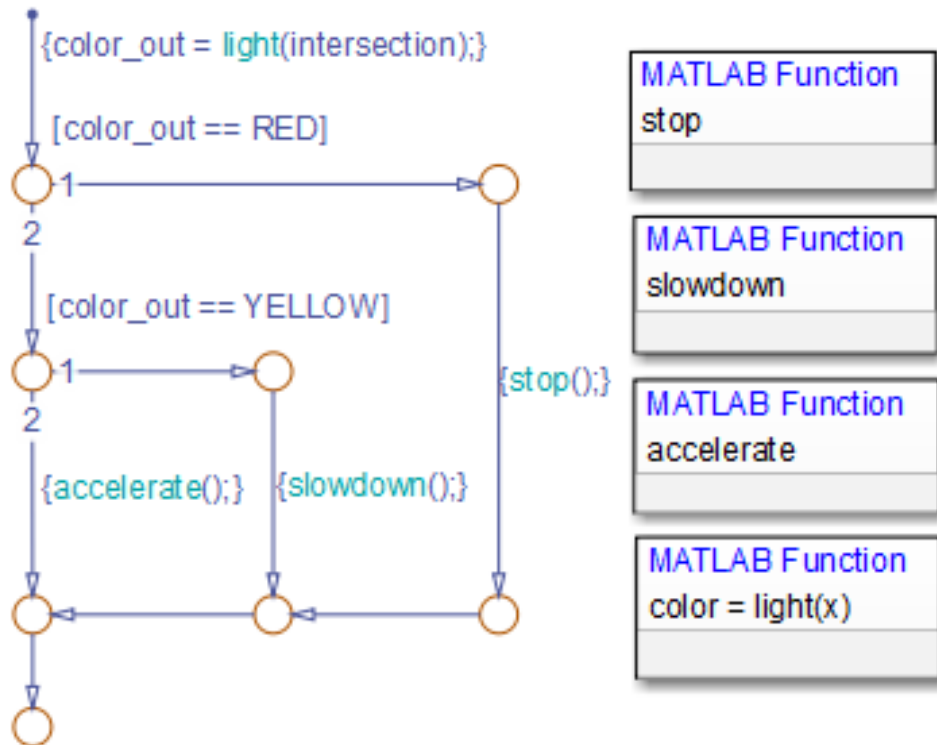 {color_out = light(intersection);}
[color_out == RED]
1
2
[color_out == YELLOW]
1
2
{stop();}
{accelerate();}
{slowdown();}
MATLAB Function
stop
MATLAB Function
slowdown
MATLAB Function
accelerate
MATLAB Function
color = light(x)